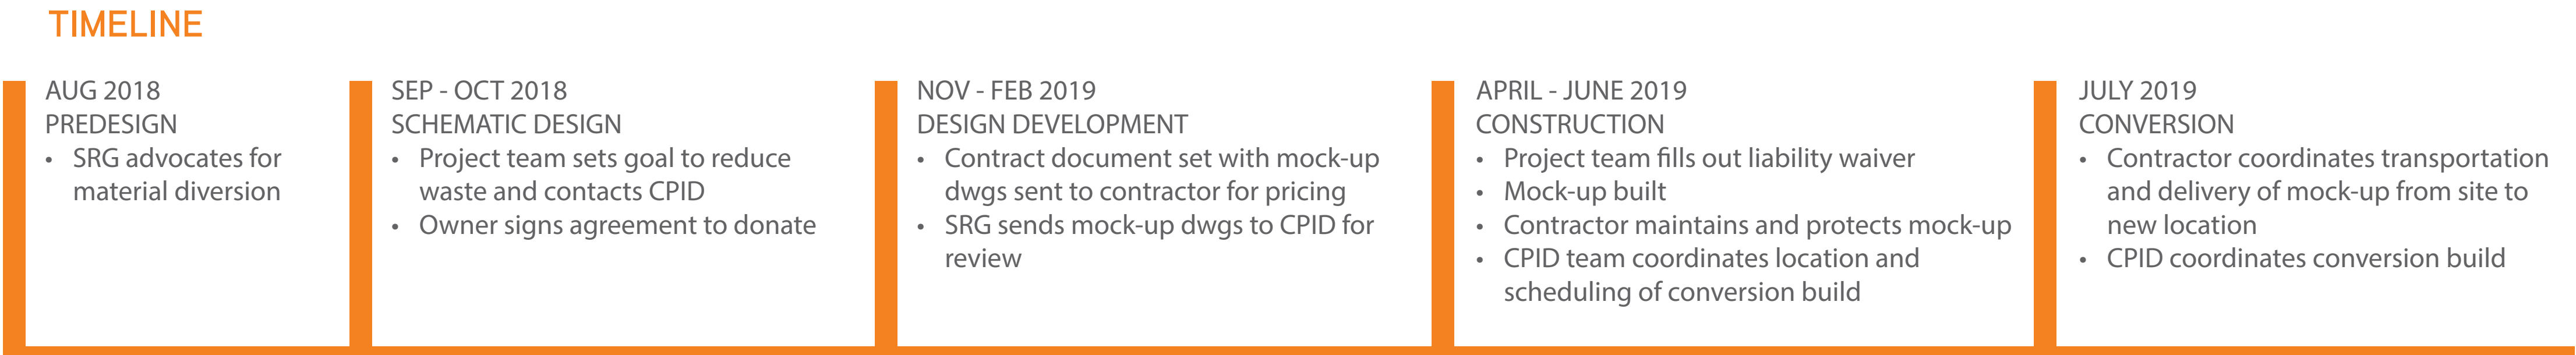 TIMELINE
AUG 2018
PREDESIGN
• SRG advocates for
material diversion
SEP - OCT 2018
SCHEMATIC DESIGN
• Project team sets goal to reduce
waste and contacts CPID
• Owner signs agreement to donate
NOV - FEB 2019
DESIGN DEVELOPMENT
• Contract document set with mock-up
dwgs sent to contractor for pricing
• SRG sends mock-up dwgs to CPID for
review
APRIL - JUNE 2019
CONSTRUCTION
• Project team fills out liability waiver
• Mock-up built
• Contractor maintains and protects mock-up
• CPID team coordinates location and
scheduling of conversion build
JULY 2019
CONVERSION
• Contractor coordinates transportation
and delivery of mock-up from site to
new location
• CPID coordinates conversion build